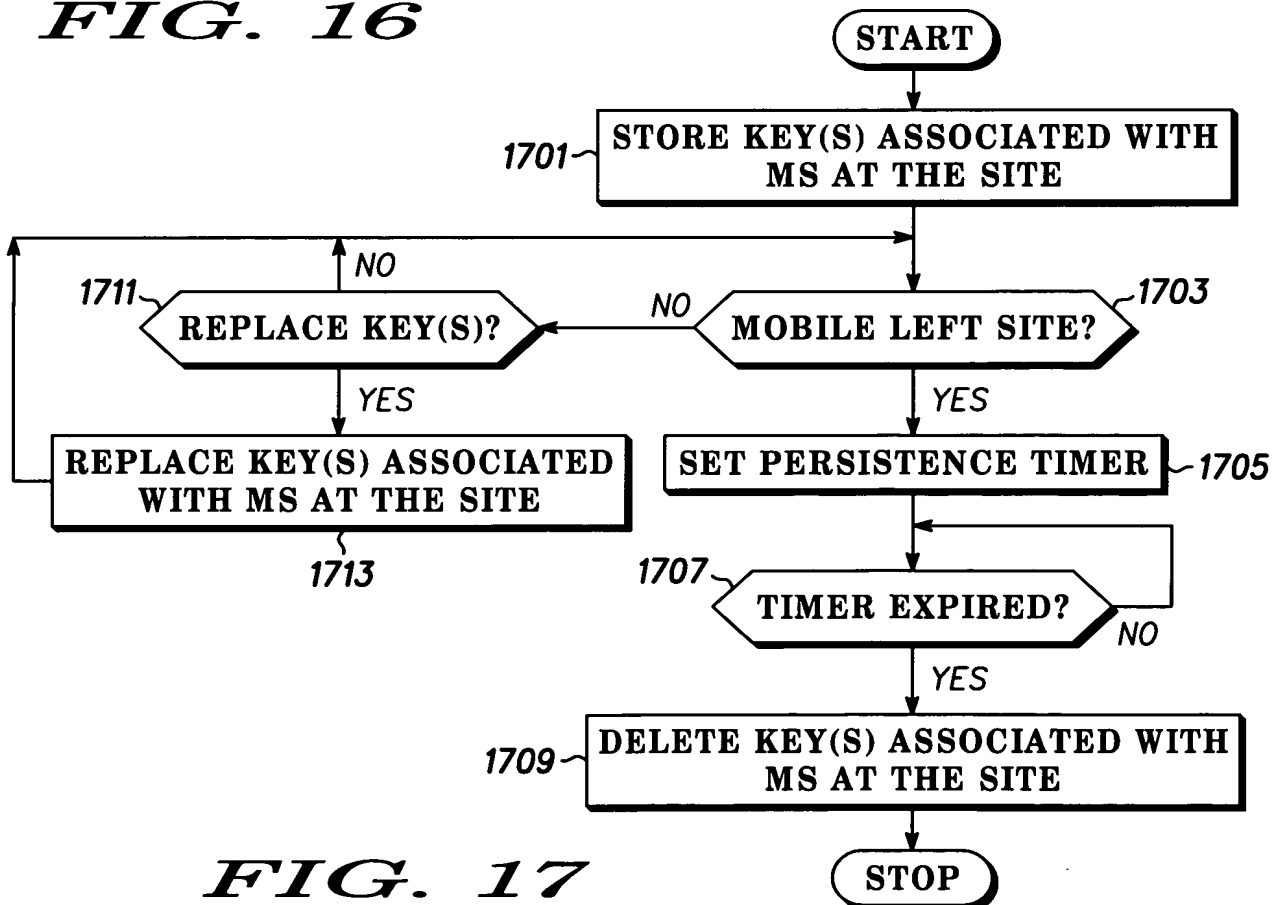 FIG. 16
START
1701
STORE KEY(S) ASSOCIATED WITH
MS AT THE SITE
NO
1711
REPLACE KEY(S)?
NO
MOBILE LEFT SITE?
1703
YES
YES
REPLACE KEY(S) ASSOCIATED
WITH MS AT THE SITE
1713
SET PERSISTENCE TIMER
1705
1707
TIMER EXPIRED?
NO
YES
1709
DELETE KEY(S) ASSOCIATED WITH
MS AT THE SITE
STOP
FIG. 17